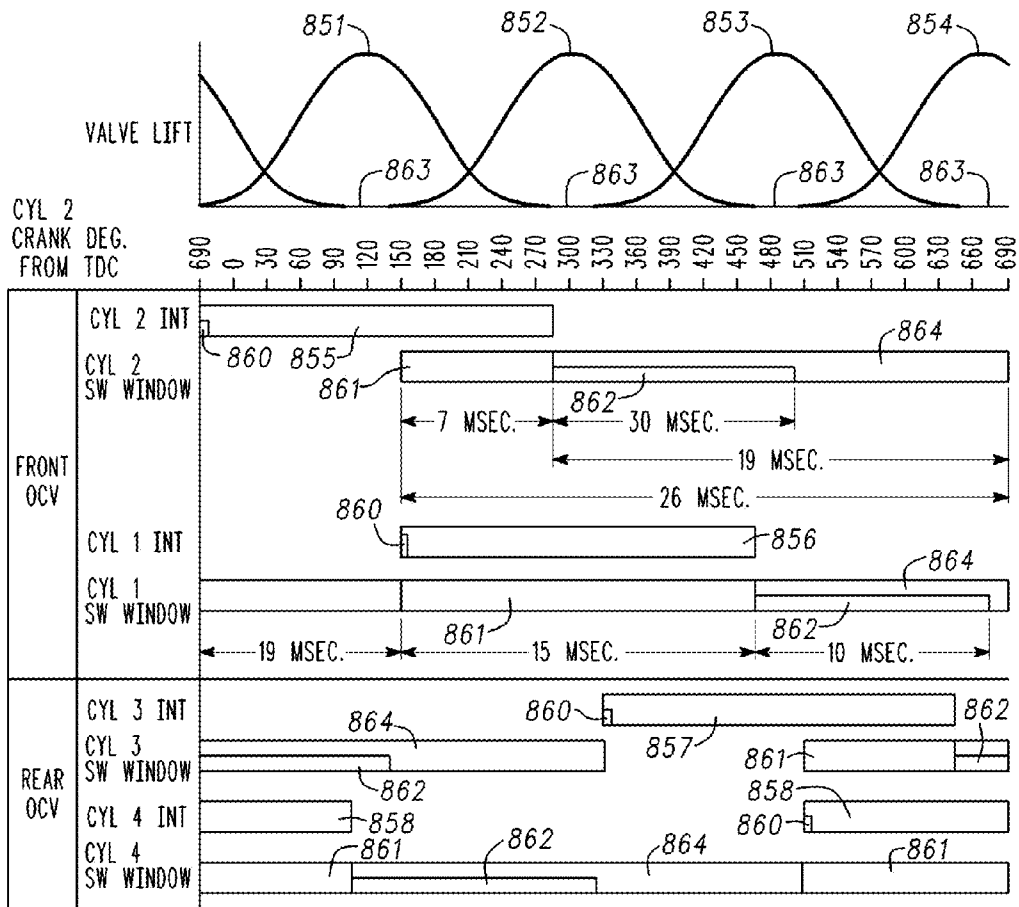 851 852 853 854
VALVE LIFT
863 863 863 863
CYL 2
CRANK DEG.
FROM TDC
690 0 30 60 90 120 150 180 210 240 270 300 330 360 390 420 450 480 510 540 570 600 630 660 690
FRONT
OCV
CYL 2 INT
860 855
864
CYL 2
SW WINDOW
861 862
7 MSEC. 30 MSEC.
19 MSEC.
26 MSEC.
860
CYL 1 INT
856
864
CYL 1
SW WINDOW
861 862
19 MSEC. 15 MSEC. 10 MSEC.
REAR
OCV
CYL 3 INT
860 857 862
864
CYL 3
SW WINDOW
861
862
858
CYL 4 INT
858 860
CYL 4
SW WINDOW
861 862 864 861